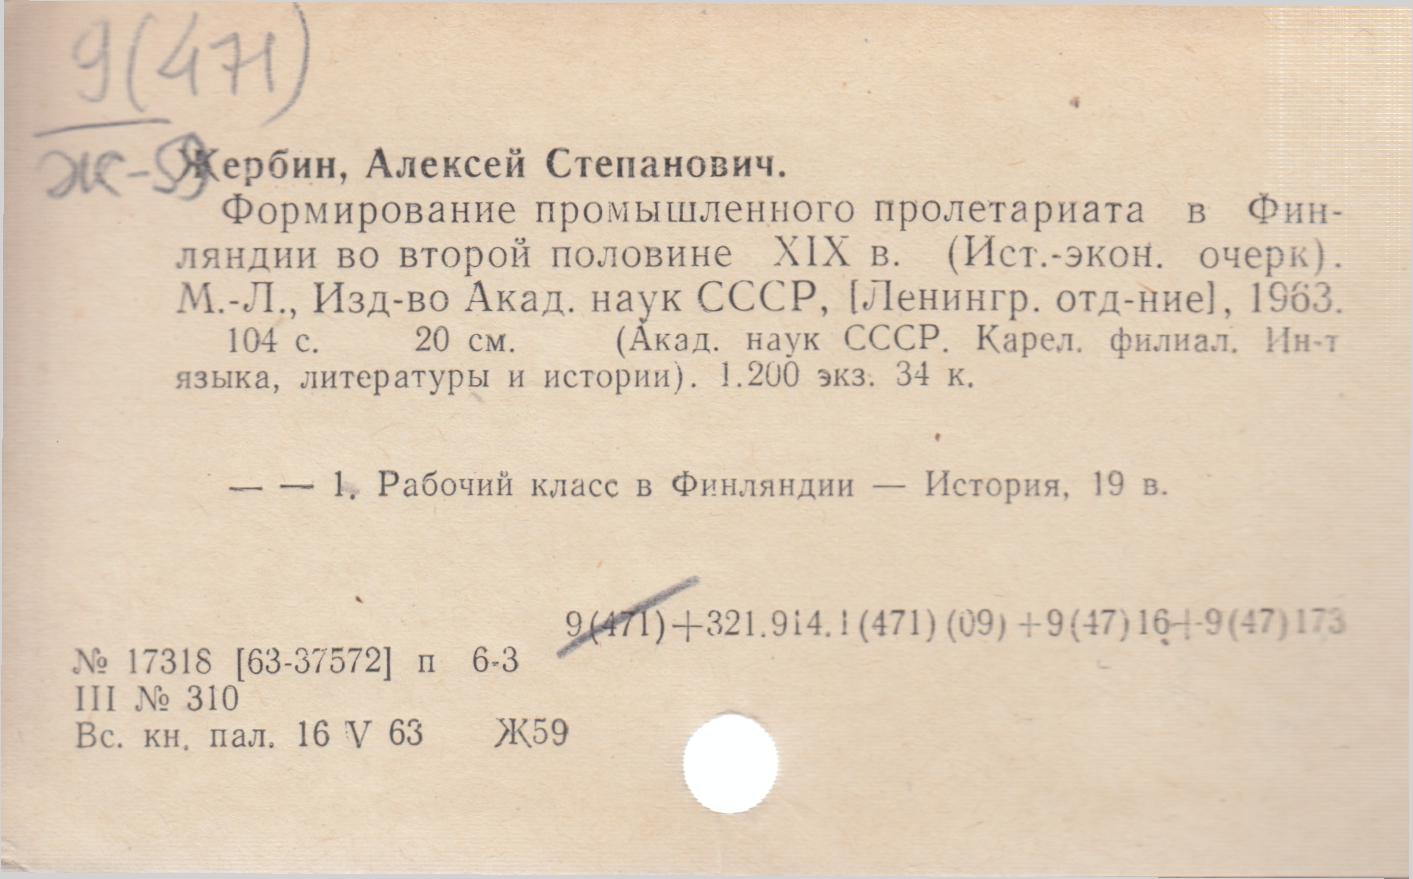 9(471)
Ж-59
Жербин, Алексей Степанович.
Формирование промышленного пролетариата в Фин-
ляндии во второй половине XIX в. (Ист.-экон. очерк).
М.-Л., Изд-во Акад. наук СССР, [Ленингр. отд-ние], 1963.
104 с. 20 см. (Акад. наук СССР. Карел. филиал. Ин-т
языка, литературы и истории). 1.200 экз. 34 к.
— — 1. Рабочий класс в Финляндии — История, 19 в.
9(471)+321.914.1(471)(09)+9(47)16+9(47)173
№ 17318 [63-37572] п 6-3
III № 310
Вс. кн. пал. 16 V 63 Ж59